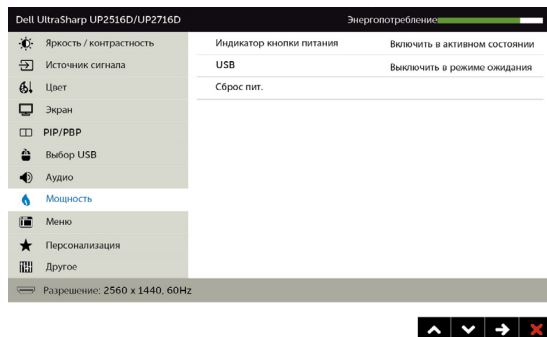 Dell UltraSharp UP2516D/UP2716D Энергопотребление
Яркость / контрастность
Источник сигнала
Цвет
Экран
PIP/PBP
Выбор USB
Аудио
Мощность
Меню
Персонализация
Другое
Индикатор кнопки питания Включить в активном состоянии
USB Выключить в режиме ожидания
Сброс пит.
Разрешение: 2560 x 1440, 60Hz